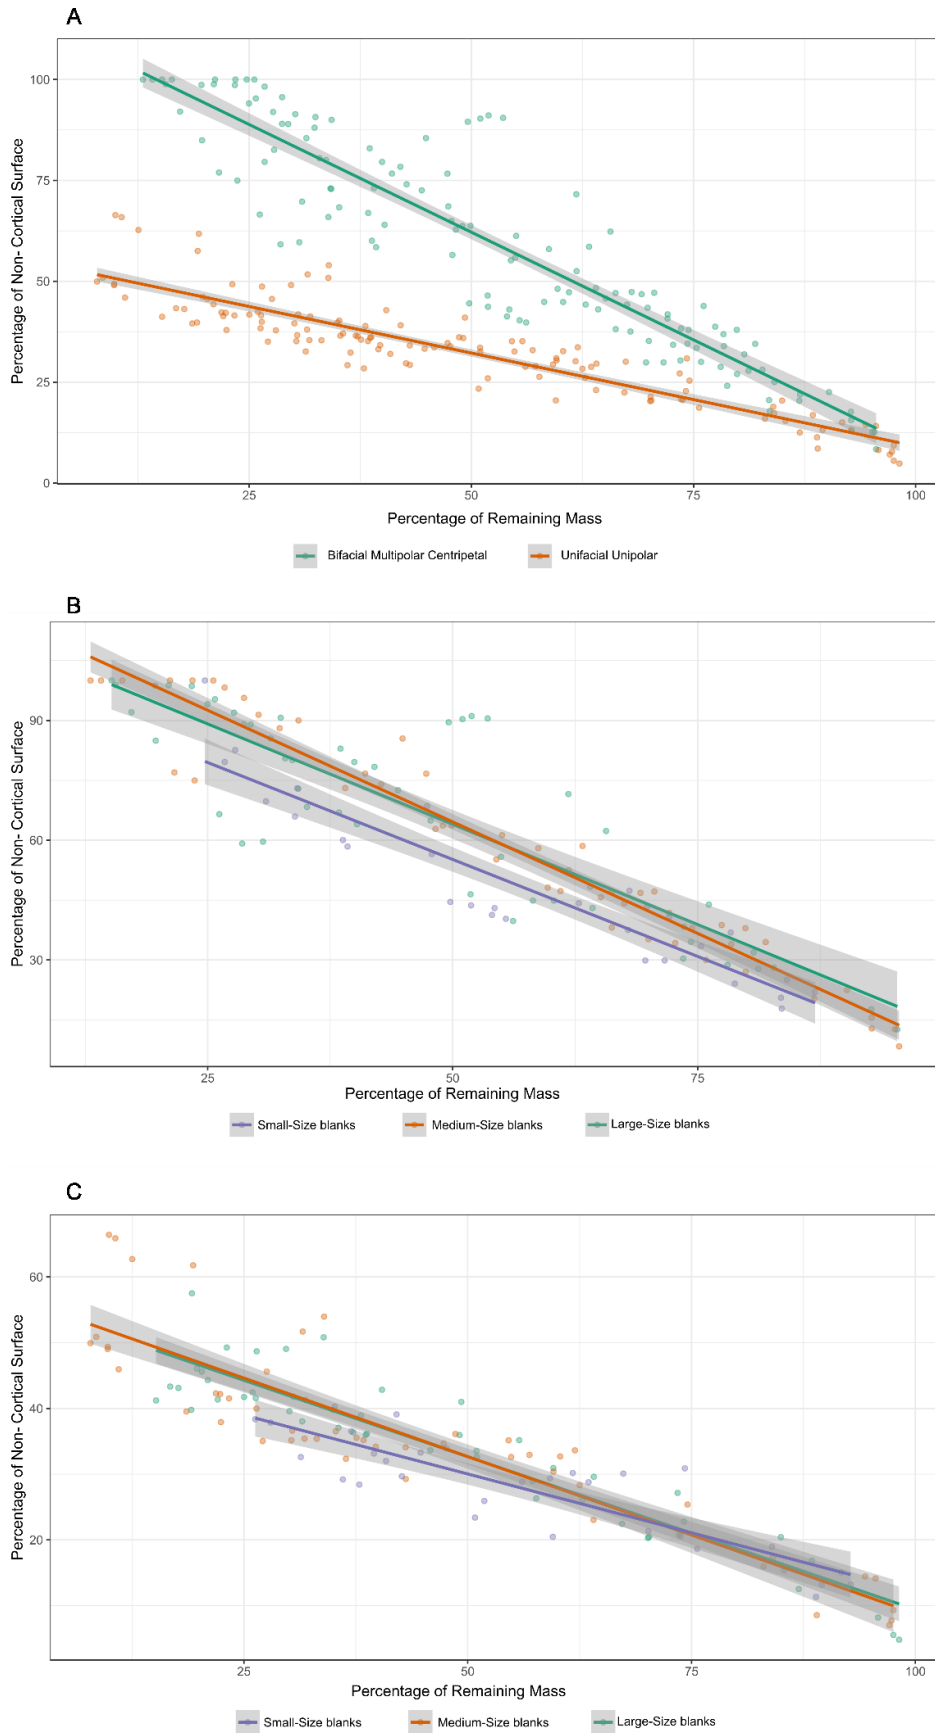 A
Percentage of Non- Cortical Surface
100
75
50
25
0
25 50 75 100
Percentage of Remaining Mass
Bifacial Multipolar Centripetal Unifacial Unipolar
B
Percentage of Non- Cortical Surface
90
60
30
25 50 75
Percentage of Remaining Mass
Small-Size blanks Medium-Size blanks Large-Size blanks
C
Percentage of Non- Cortical Surface
60
40
20
25 50 75 100
Percentage of Remaining Mass
Small-Size blanks Medium-Size blanks Large-Size blanks